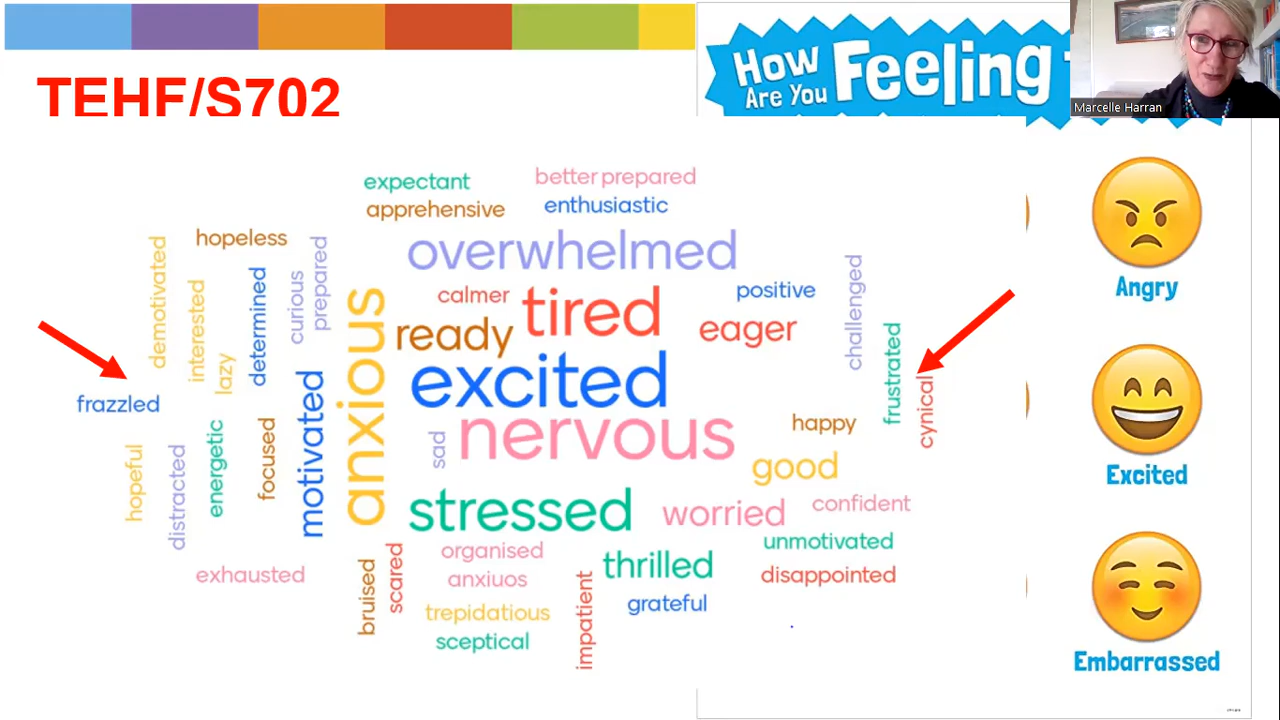 TEHF/S702
How
Are You
Feeling
Marcelle Harran
expectant
better prepared
apprehensive
enthusiastic
hopeless
overwhelmed
demotivated
interested
lazy
determined
curious
prepared
calmer
tired
positive
challenged
anxious
ready
eager
frustrated
cynical
frazzled
excited
motivated
nervous
sad
happy
hopeful
distracted
energetic
focused
good
stressed
worried
confident
unmotivated
exhausted
bruised
scared
organised
anxiuos
thrilled
disappointed
trepidatious
impatient
grateful
sceptical
Angry
Excited
Embarrassed